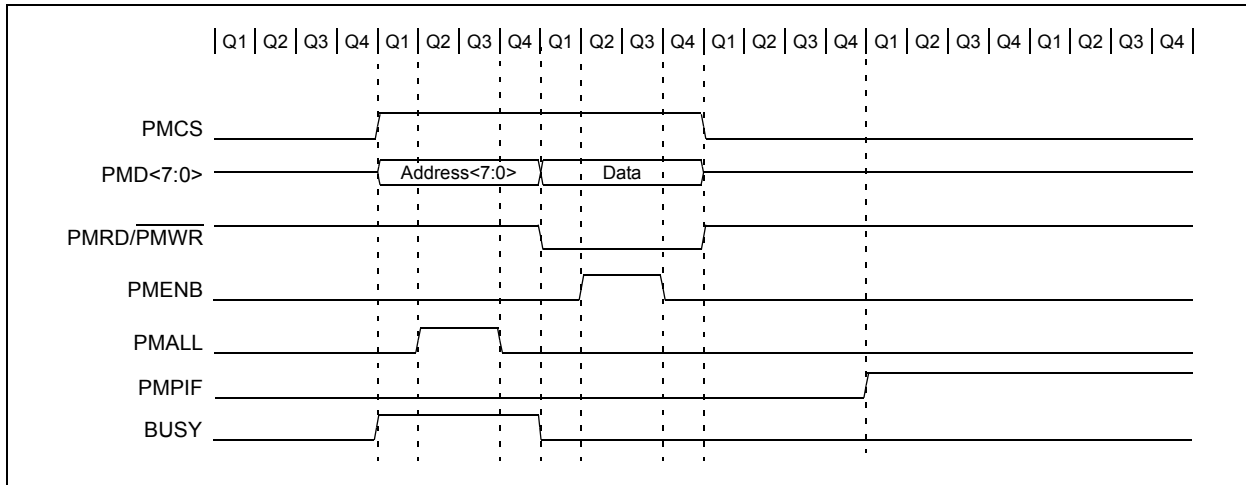 Q1 Q2 Q3 Q4 Q1 Q2 Q3 Q4 Q1 Q2 Q3 Q4 Q1 Q2 Q3 Q4 Q1 Q2 Q3 Q4 Q1 Q2 Q3 Q4
PMCS
PMD<7:0> Address<7:0> Data
PMRD/PMWR
PMENB
PMALL
PMPIF
BUSY